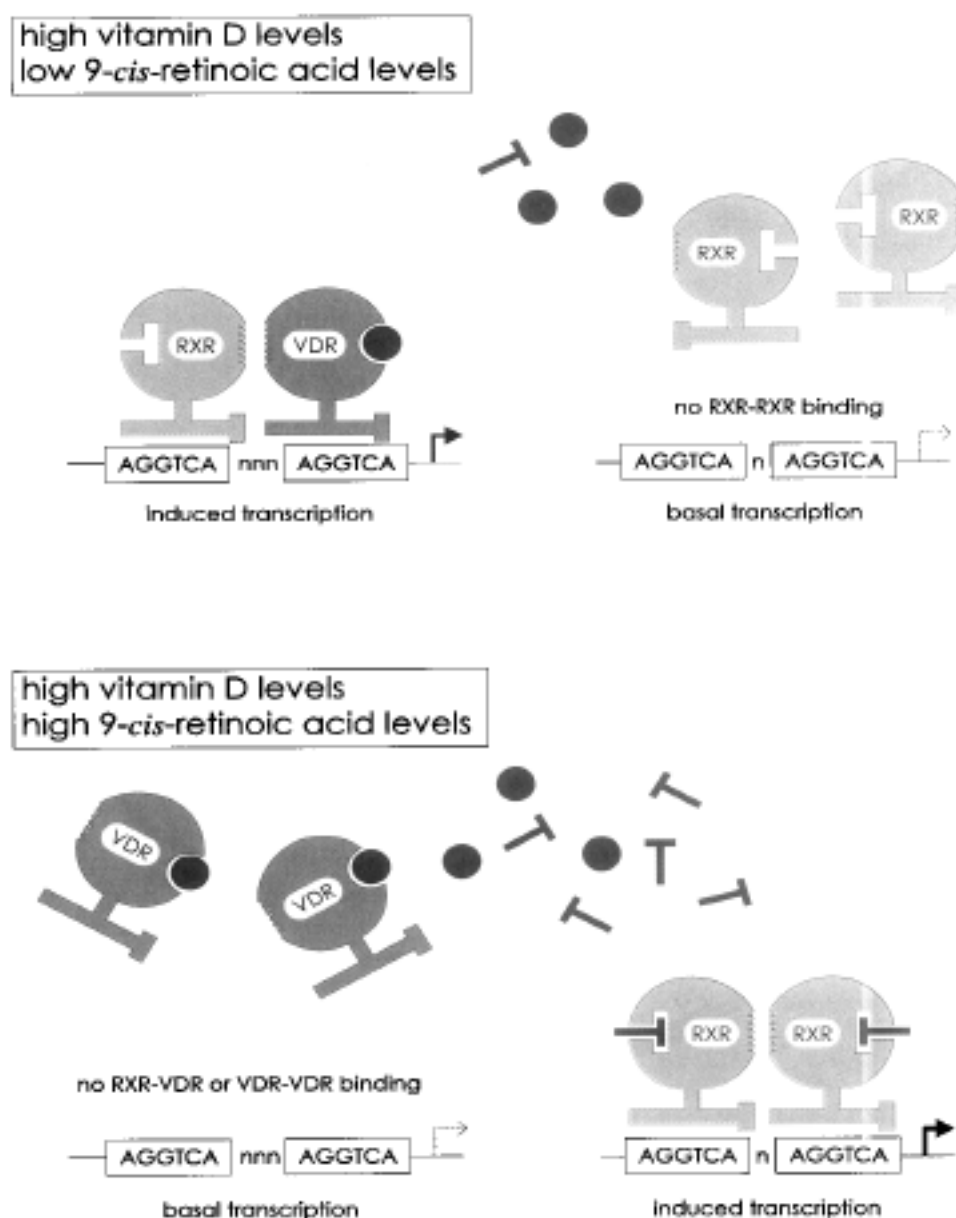 high vitamin D levels
low 9-cis-retinoic acid levels
RXR
RXR
RXR
VDR
no RXR-RXR binding
AGGTCA nnn AGGTCA
AGGTCA n AGGTCA
induced transcription
basal transcription
high vitamin D levels
high 9-cis-retinoic acid levels
VDR
VDR
RXR
RXR
no RXR-VDR or VDR-VDR binding
AGGTCA nnn AGGTCA
AGGTCA n AGGTCA
basal transcription
induced transcription